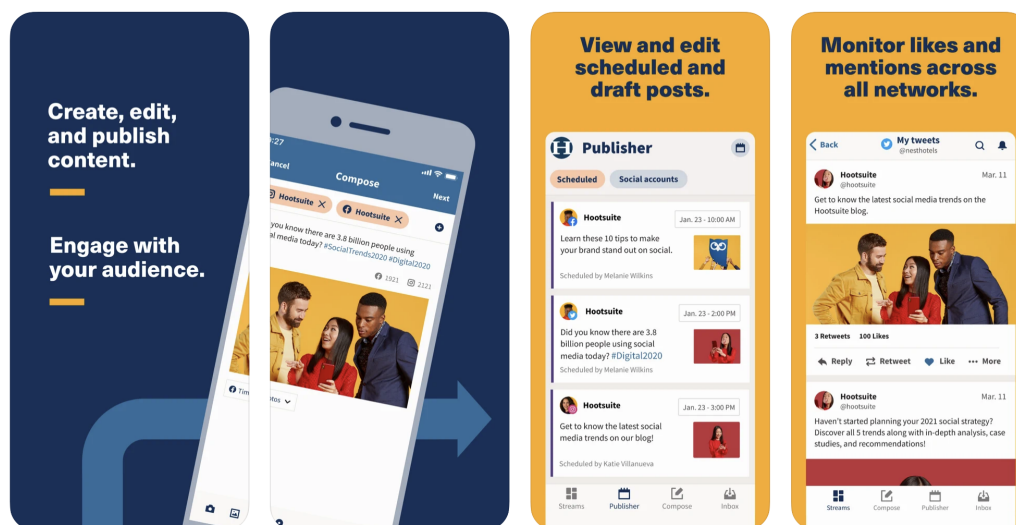 Create, edit,
and publish
content.
Engage with
your audience.
:27
ancel
Compose
Next
Hootsuite
Hootsuite
you know there are 3.8 billion people using
al media today? #SocialTrends2020 #Digital2020
1921
2121
Tim
otos
View and edit
scheduled and
draft posts.
Publisher
Scheduled
Social accounts
Hootsuite
Jan. 23 - 10:00 AM
Learn these 10 tips to make
your brand stand out on social.
Scheduled by Melanie Wilkins
Hootsuite
Jan. 23 - 2:00 PM
Did you know there are 3.8
billion people using social
media today? #Digital2020
Scheduled by Melanie Wilkins
Hootsuite
Jan. 23 - 3:00 PM
Get to know the latest social
media trends on our blog!
Scheduled by Katie Villanueva
Streams
Publisher
Compose
Inbox
Monitor likes and
mentions across
all networks.
Back
My tweets
@nesthotels
Hootsuite
Mar. 11
@hootsuite
Get to know the latest social media trends on the
Hootsuite blog.
3 Retweets 100 Likes
Reply Retweet Like More
Hootsuite
Mar. 11
@hootsuite
Haven't started planning your 2021 social strategy?
Discover all 5 trends along with in-depth analysis, case
studies, and recommendations!
Streams
Compose
Publisher
Inbox